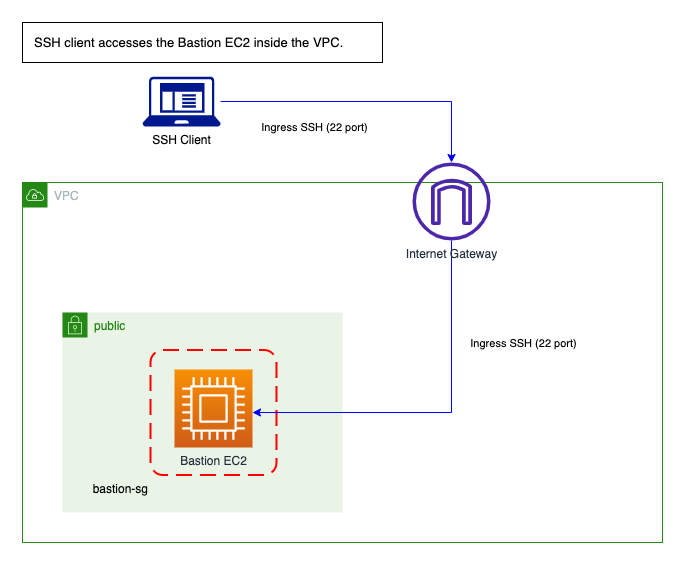 SSH client accesses the Bastion EC2 inside the VPC.
SSH Client
Ingress SSH (22 port)
VPC
Internet Gateway
public
Ingress SSH (22 port)
Bastion EC2
bastion-sg